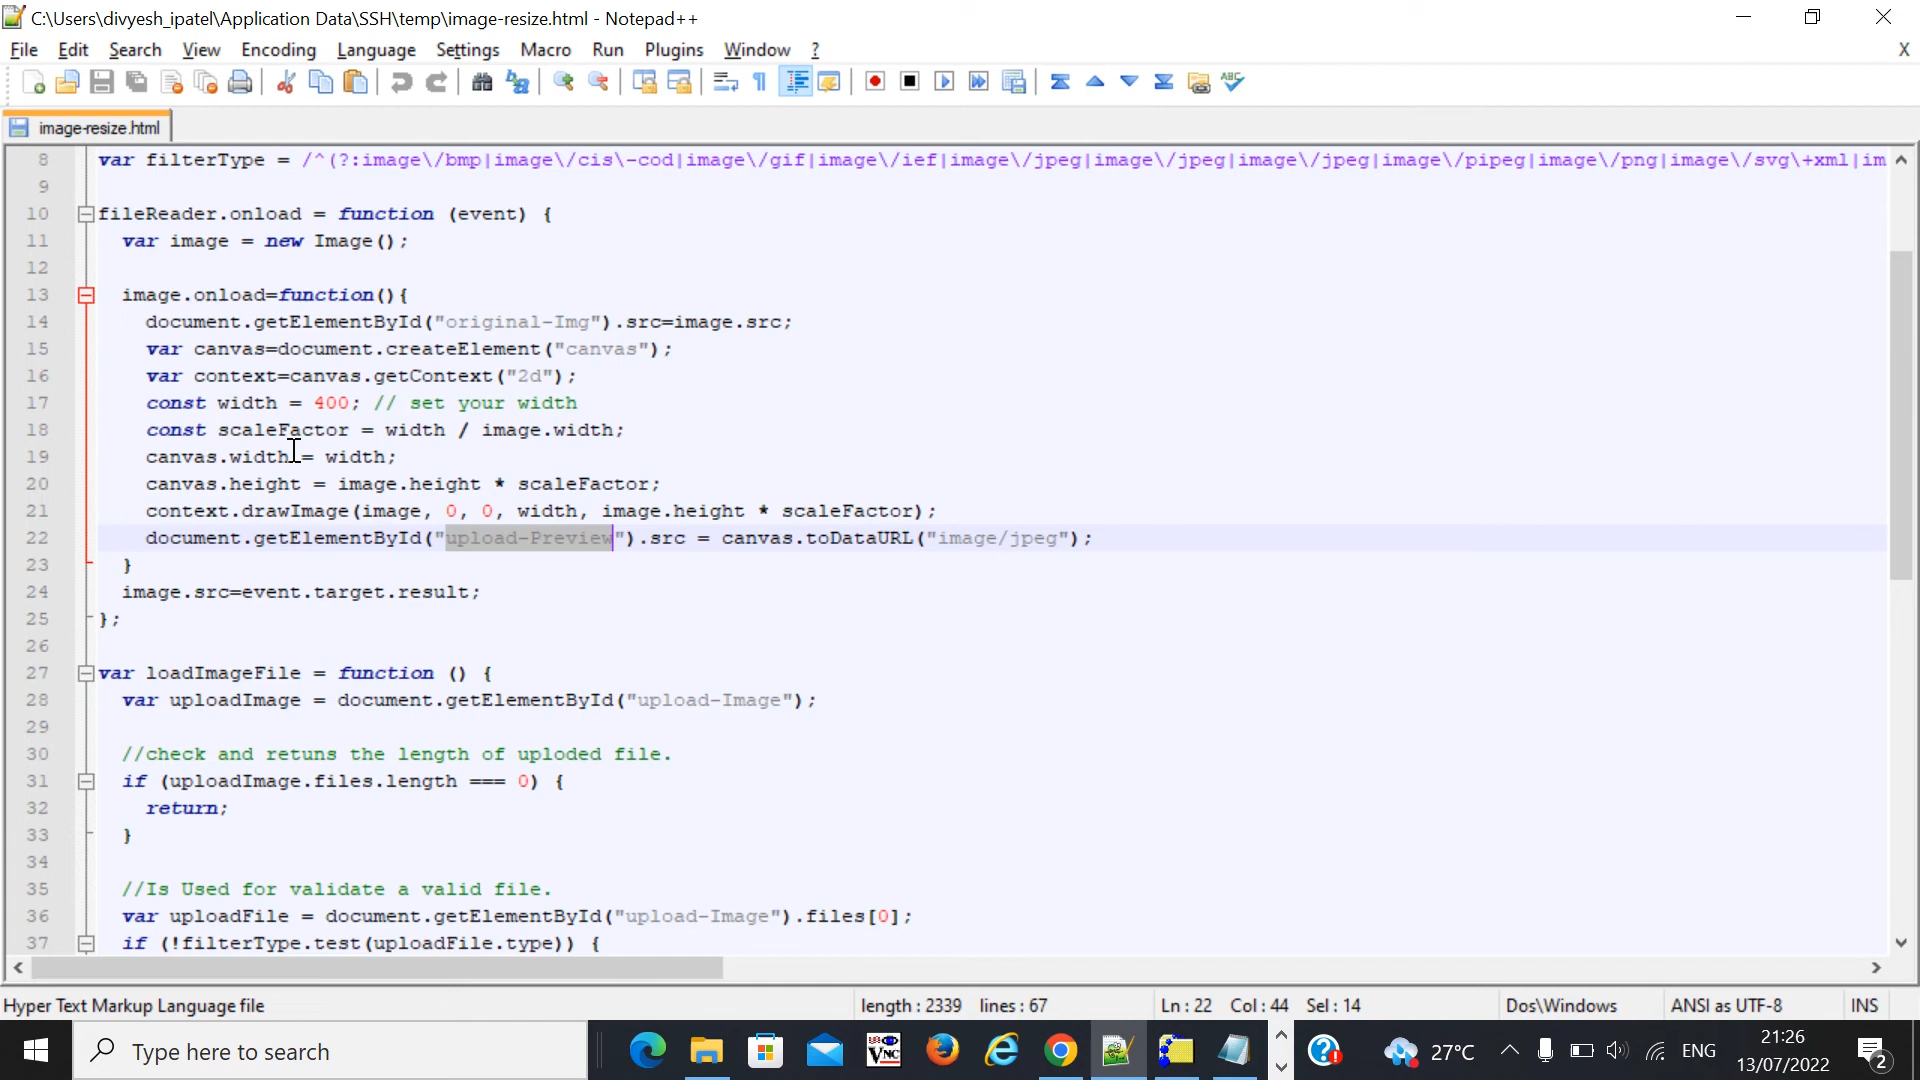 C:\Users\divyesh_ipatel\Application Data\SSH\temp\image-resize.html - Notepad++
File Edit Search View Encoding Language Settings Macro Run Plugins Window ? X
image-resize.html
8 var filterType = /^(?:image\/bmp|image\/cis\-cod|image\/gif|image\/ief|image\/jpeg|image\/jpeg|image\/jpeg|image\/pipeg|image\/png|image\/svg\+xml|im
9
10 fileReader.onload = function (event) {
11 var image = new Image();
12
13 image.onload=function(){
14 document.getElementById("original-Img").src=image.src;
15 var canvas=document.createElement("canvas");
16 var context=canvas.getContext("2d");
17 const width = 400; // set your width
18 const scaleFactor = width / image.width;
19 canvas.width = width;
20 canvas.height = image.height * scaleFactor;
21 context.drawImage(image, 0, 0, width, image.height * scaleFactor);
22 document.getElementById("upload-Preview").src = canvas.toDataURL("image/jpeg");
23 }
24 image.src=event.target.result;
25 };
26
27 var loadImageFile = function () {
28 var uploadImage = document.getElementById("upload-Image");
29
30 //check and retuns the length of uploded file.
31 if (uploadImage.files.length === 0) {
32 return;
33 }
34
35 //Is Used for validate a valid file.
36 var uploadFile = document.getElementById("upload-Image").files[0];
37 if (!filterType.test(uploadFile.type)) {
Hyper Text Markup Language file length : 2339 lines : 67 Ln : 22 Col : 44 Sel : 14 Dos\Windows ANSI as UTF-8 INS
Type here to search VNC 27°C ENG 21:26
13/07/2022 2